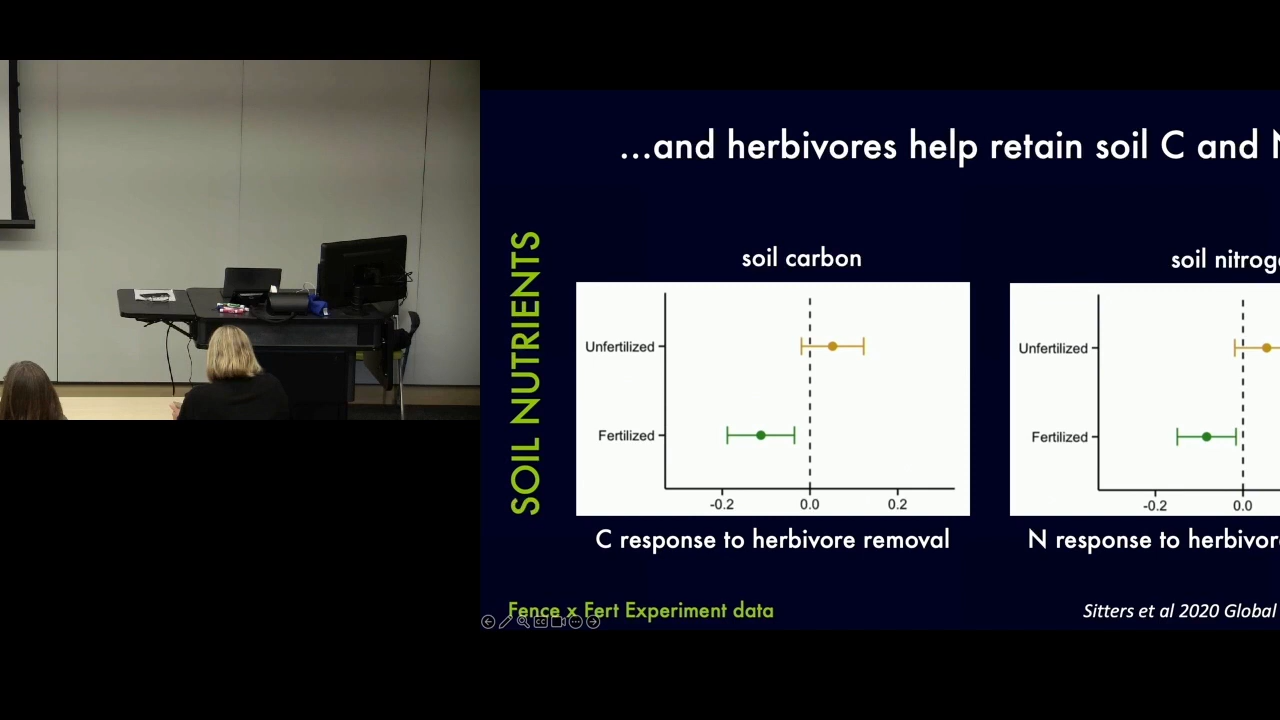 ...and herbivores help retain soil C and N
SOIL NUTRIENTS
soil carbon
Unfertilized
Fertilized
-0.2 0.0 0.2
C response to herbivore removal
soil
Unfertilized
Fertilized
-0.2 0.0
N response to
Fence x Fert Experiment data
Sitters et al 2020 Global